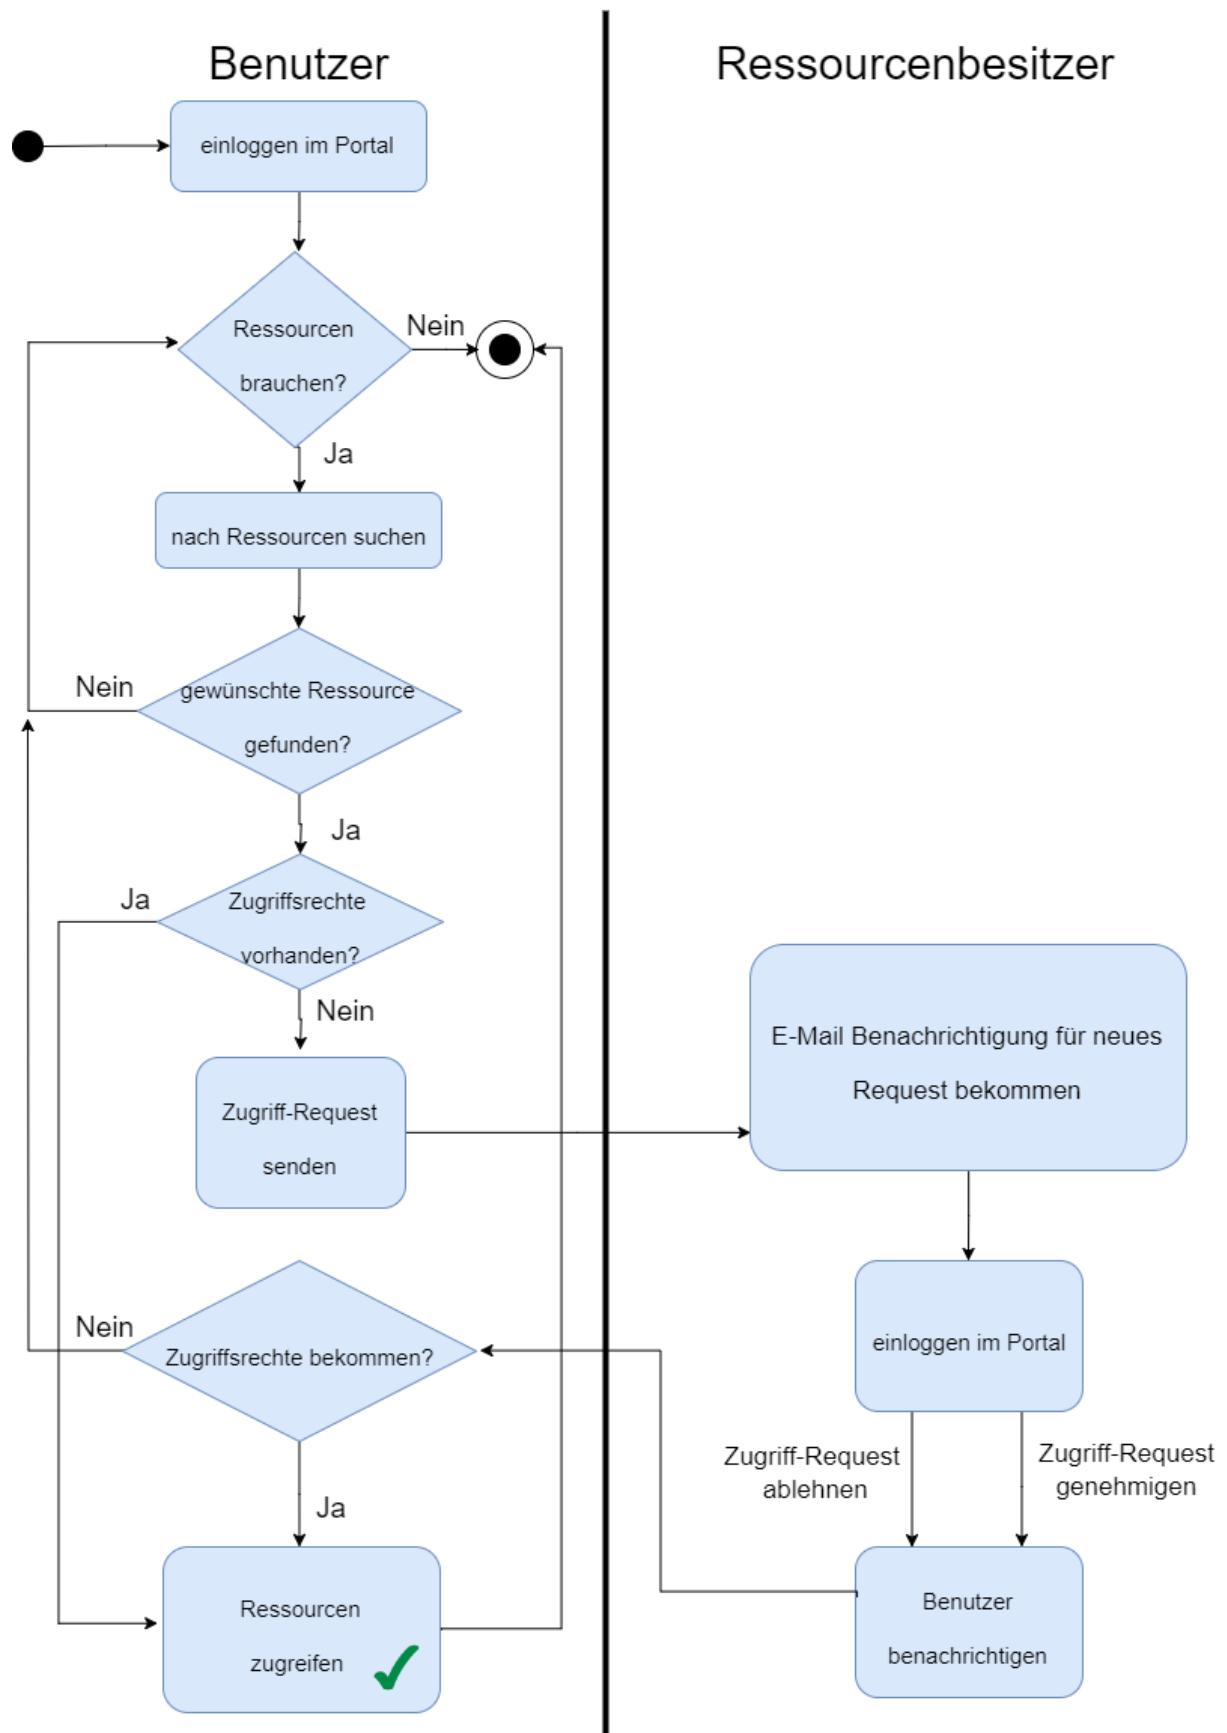 Benutzer
Ressourcenbesitzer
einloggen im Portal
Ressourcen
brauchen?
Nein
Ja
nach Ressourcen suchen
gewünschte Ressource
gefunden?
Nein
Ja
Zugriffsrechte
vorhanden?
Ja
Nein
Zugriff-Request
senden
E-Mail Benachrichtigung für neues
Request bekommen
einloggen im Portal
Zugriff-Request
ablehnen
Zugriff-Request
genehmigen
Benutzer
benachrichtigen
Zugriffsrechte bekommen?
Nein
Ja
Ressourcen
zugreifen